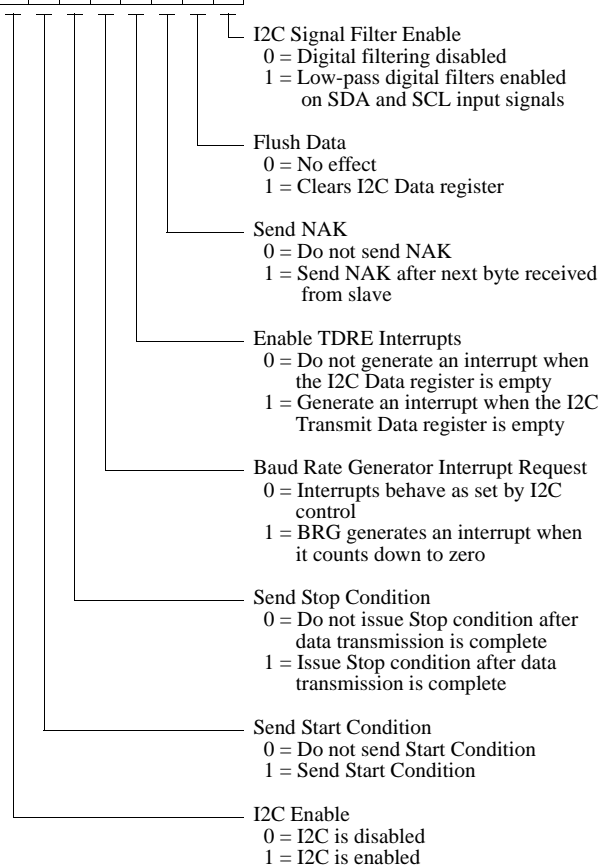 I2C Signal Filter Enable
0 = Digital filtering disabled
1 = Low-pass digital filters enabled
on SDA and SCL input signals
Flush Data
0 = No effect
1 = Clears I2C Data register
Send NAK
0 = Do not send NAK
1 = Send NAK after next byte received
from slave
Enable TDRE Interrupts
0 = Do not generate an interrupt when
the I2C Data register is empty
1 = Generate an interrupt when the I2C
Transmit Data register is empty
Baud Rate Generator Interrupt Request
0 = Interrupts behave as set by I2C
control
1 = BRG generates an interrupt when
it counts down to zero
Send Stop Condition
0 = Do not issue Stop condition after
data transmission is complete
1 = Issue Stop condition after data
transmission is complete
Send Start Condition
0 = Do not send Start Condition
1 = Send Start Condition
I2C Enable
0 = I2C is disabled
1 = I2C is enabled